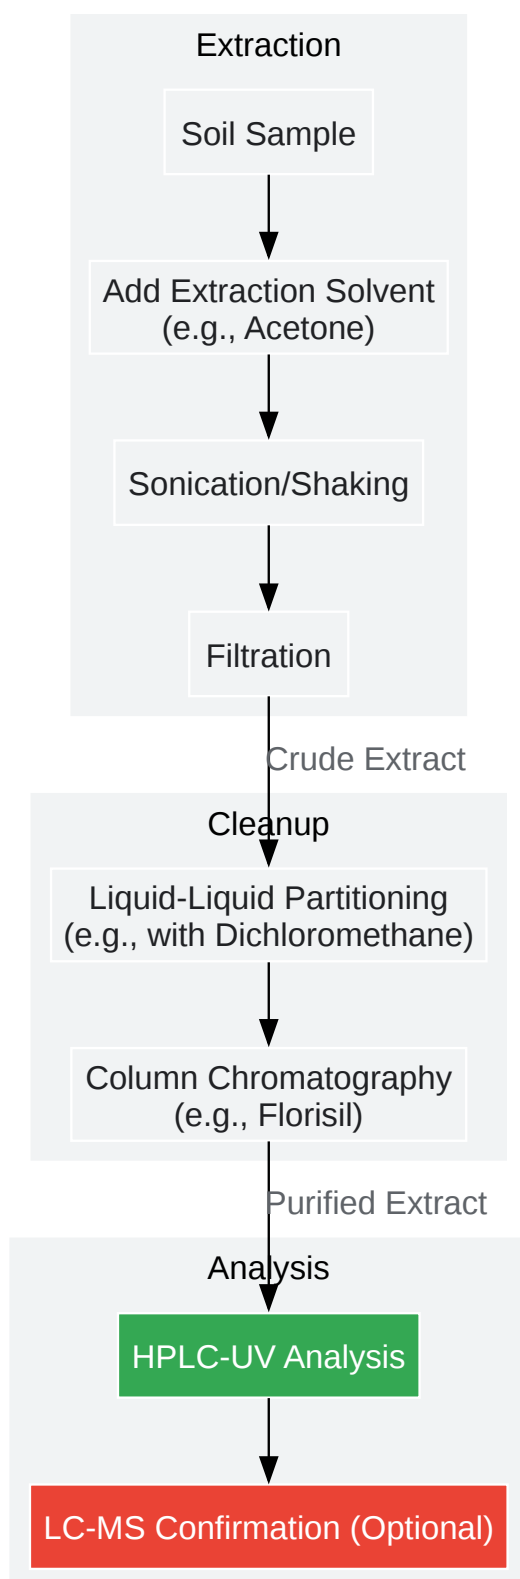 Extraction
Soil Sample
Add Extraction Solvent
(e.g., Acetone)
Sonication/Shaking
Filtration
Crude Extract
Cleanup
Liquid-Liquid Partitioning
(e.g., with Dichloromethane)
Column Chromatography
(e.g., Florisil)
Purified Extract
Analysis
HPLC-UV Analysis
LC-MS Confirmation (Optional)